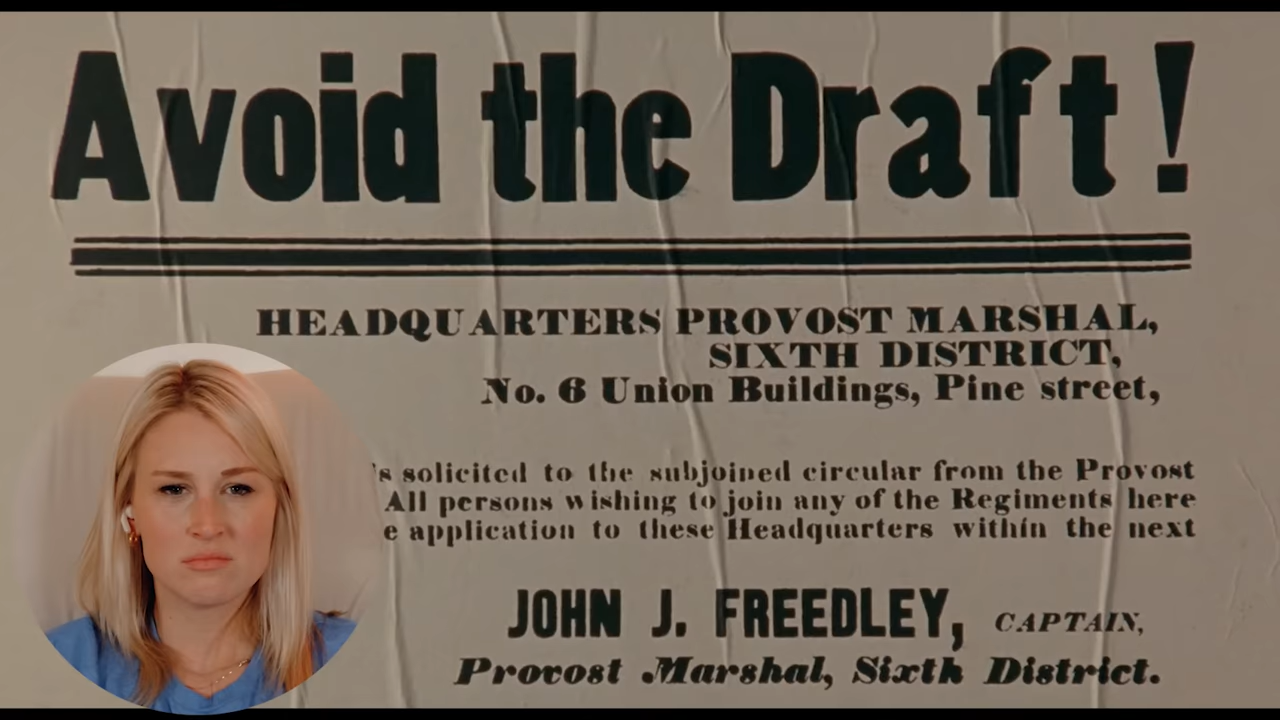 Avoid the Draft!
HEADQUARTERS PROVOST MARSHAL,
SIXTH DISTRICT,
No. 6 Union Buildings, Pine street,
's solicited to the subjoined circular from the Provost
All persons wishing to join any of the Regiments here
e application to these Headquarters within the next
JOHN J. FREEDLEY, CAPTAIN,
Provost Marshal, Sixth District.